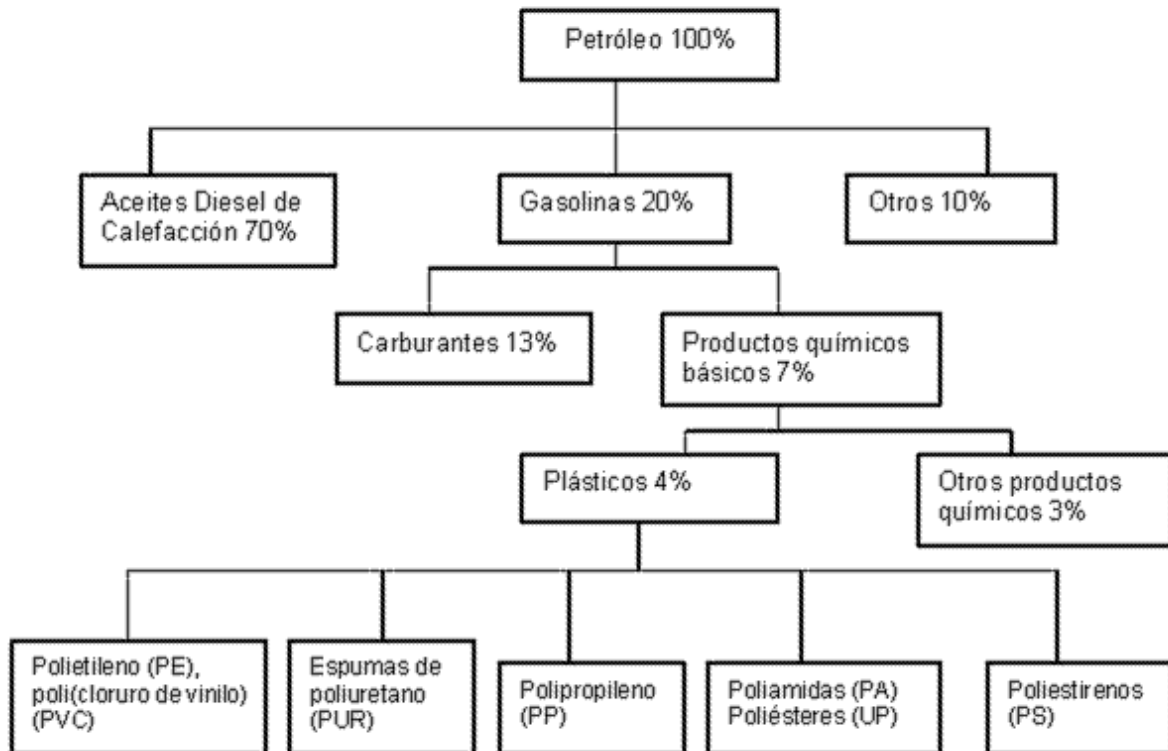 Petróleo 100%
Aceites Diesel de
Calefacción 70%
Gasolinas 20%
Otros 10%
Carburantes 13%
Productos químicos
básicos 7%
Plásticos 4%
Otros productos
químicos 3%
Polietileno (PE),
poli(cloruro de vinilo)
(PVC)
Espumas de
poliuretano
(PUR)
Polipropileno
(PP)
Poliamidas (PA)
Poliésteres (UP)
Poliestirenos
(PS)